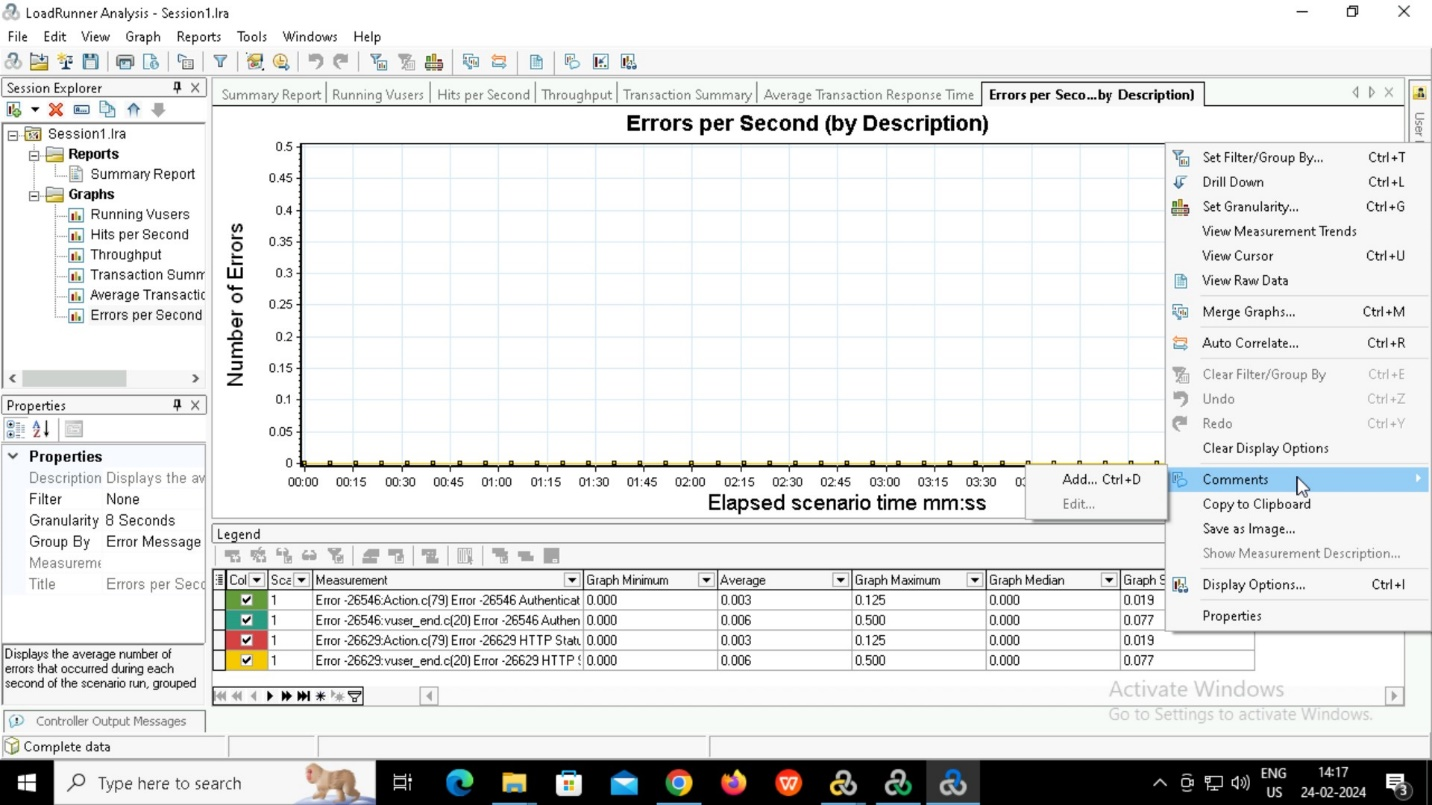 LoadRunner Analysis - Session1.lra
File Edit View Graph Reports Tools Windows Help
Session Explorer
Session1.lra
Reports
Summary Report
Graphs
Running Vusers
Hits per Second
Throughput
Transaction Summ
Average Transactic
Errors per Second
Properties
Properties
Description Displays the av
Filter None
Granularity 8 Seconds
Group By Error Message
Measureme
Title Errors per Secc
Displays the average number of
errors that occurred during each
second of the scenario run, grouped
Controller Output Messages
Complete data
Summary Report Running Vusers Hits per Second Throughput Transaction Summary Average Transaction Response Time Errors per Seco...by Description)
User
Errors per Second (by Description)
Number of Errors
0.5
0.45
0.4
0.35
0.3
0.25
0.2
0.15
0.1
0.05
0
00:00 00:15 00:30 00:45 01:00 01:15 01:30 01:45 02:00 02:15 02:30 02:45 03:00 03:15 03:30 03
Elapsed scenario time mm:ss
Set Filter/Group By... Ctrl+T
Drill Down Ctrl+L
Set Granularity... Ctrl+G
View Measurement Trends
View Cursor Ctrl+U
View Raw Data
Merge Graphs... Ctrl+M
Auto Correlate... Ctrl+R
Clear Filter/Group By Ctrl+E
Undo Ctrl+Z
Redo Ctrl+Y
Clear Display Options
Comments
Copy to Clipboard
Save as Image...
Show Measurement Description...
Display Options... Ctrl+I
Properties
Add... Ctrl+D
Edit...
Legend
Col Sca Measurement Graph Minimum Average Graph Maximum Graph Median Graph S
1 Error -26546:Action.c(79) Error -26546 Authenticat 0.000 0.003 0.125 0.000 0.019
1 Error -26546:vuser_end.c(20) Error -26546 Authen 0.000 0.006 0.500 0.000 0.077
1 Error -26629:Action.c(79) Error -26629 HTTP Statu 0.000 0.003 0.125 0.000 0.019
1 Error -26629:vuser_end.c(20) Error -26629 HTTP S 0.000 0.006 0.500 0.000 0.077
Activate Windows
Go to Settings to activate Windows.
Type here to search
ENG
US
14:17
24-02-2024
3